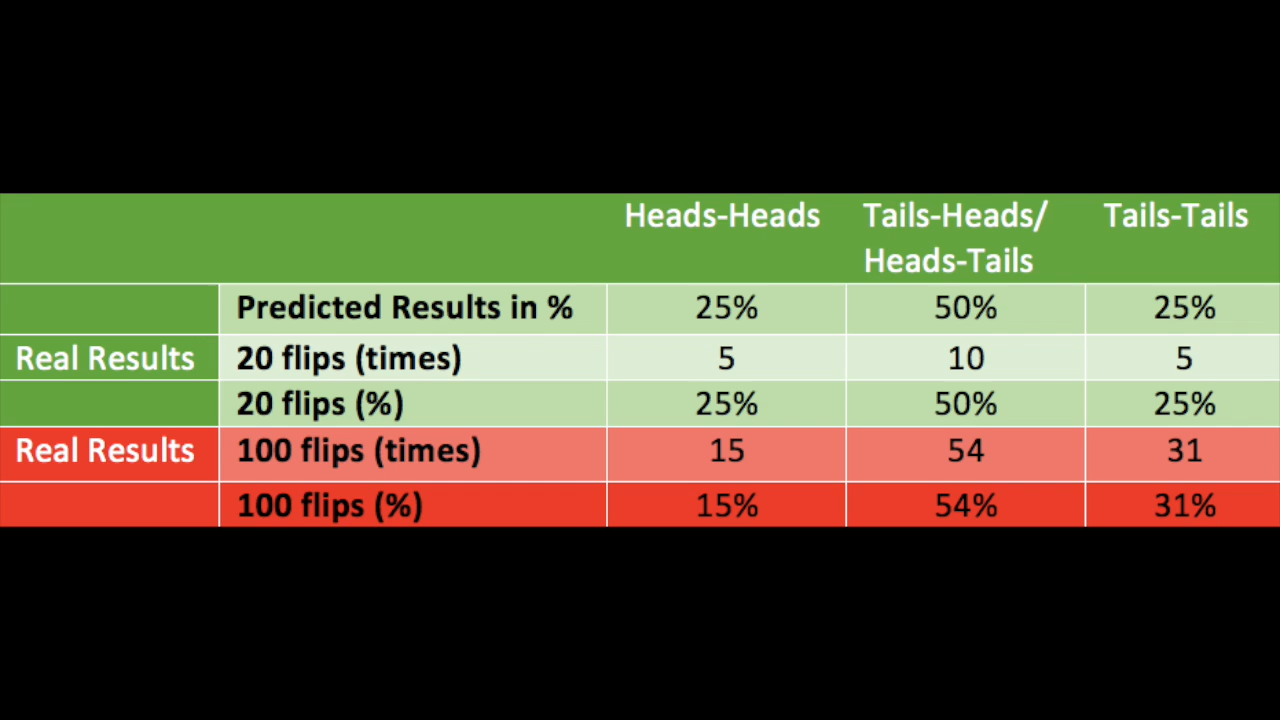 Heads-Heads Tails-Heads/ Tails-Tails
Heads-Tails
Predicted Results in % 25% 50% 25%
Real Results 20 flips (times) 5 10 5
20 flips (%) 25% 50% 25%
Real Results 100 flips (times) 15 54 31
100 flips (%) 15% 54% 31%